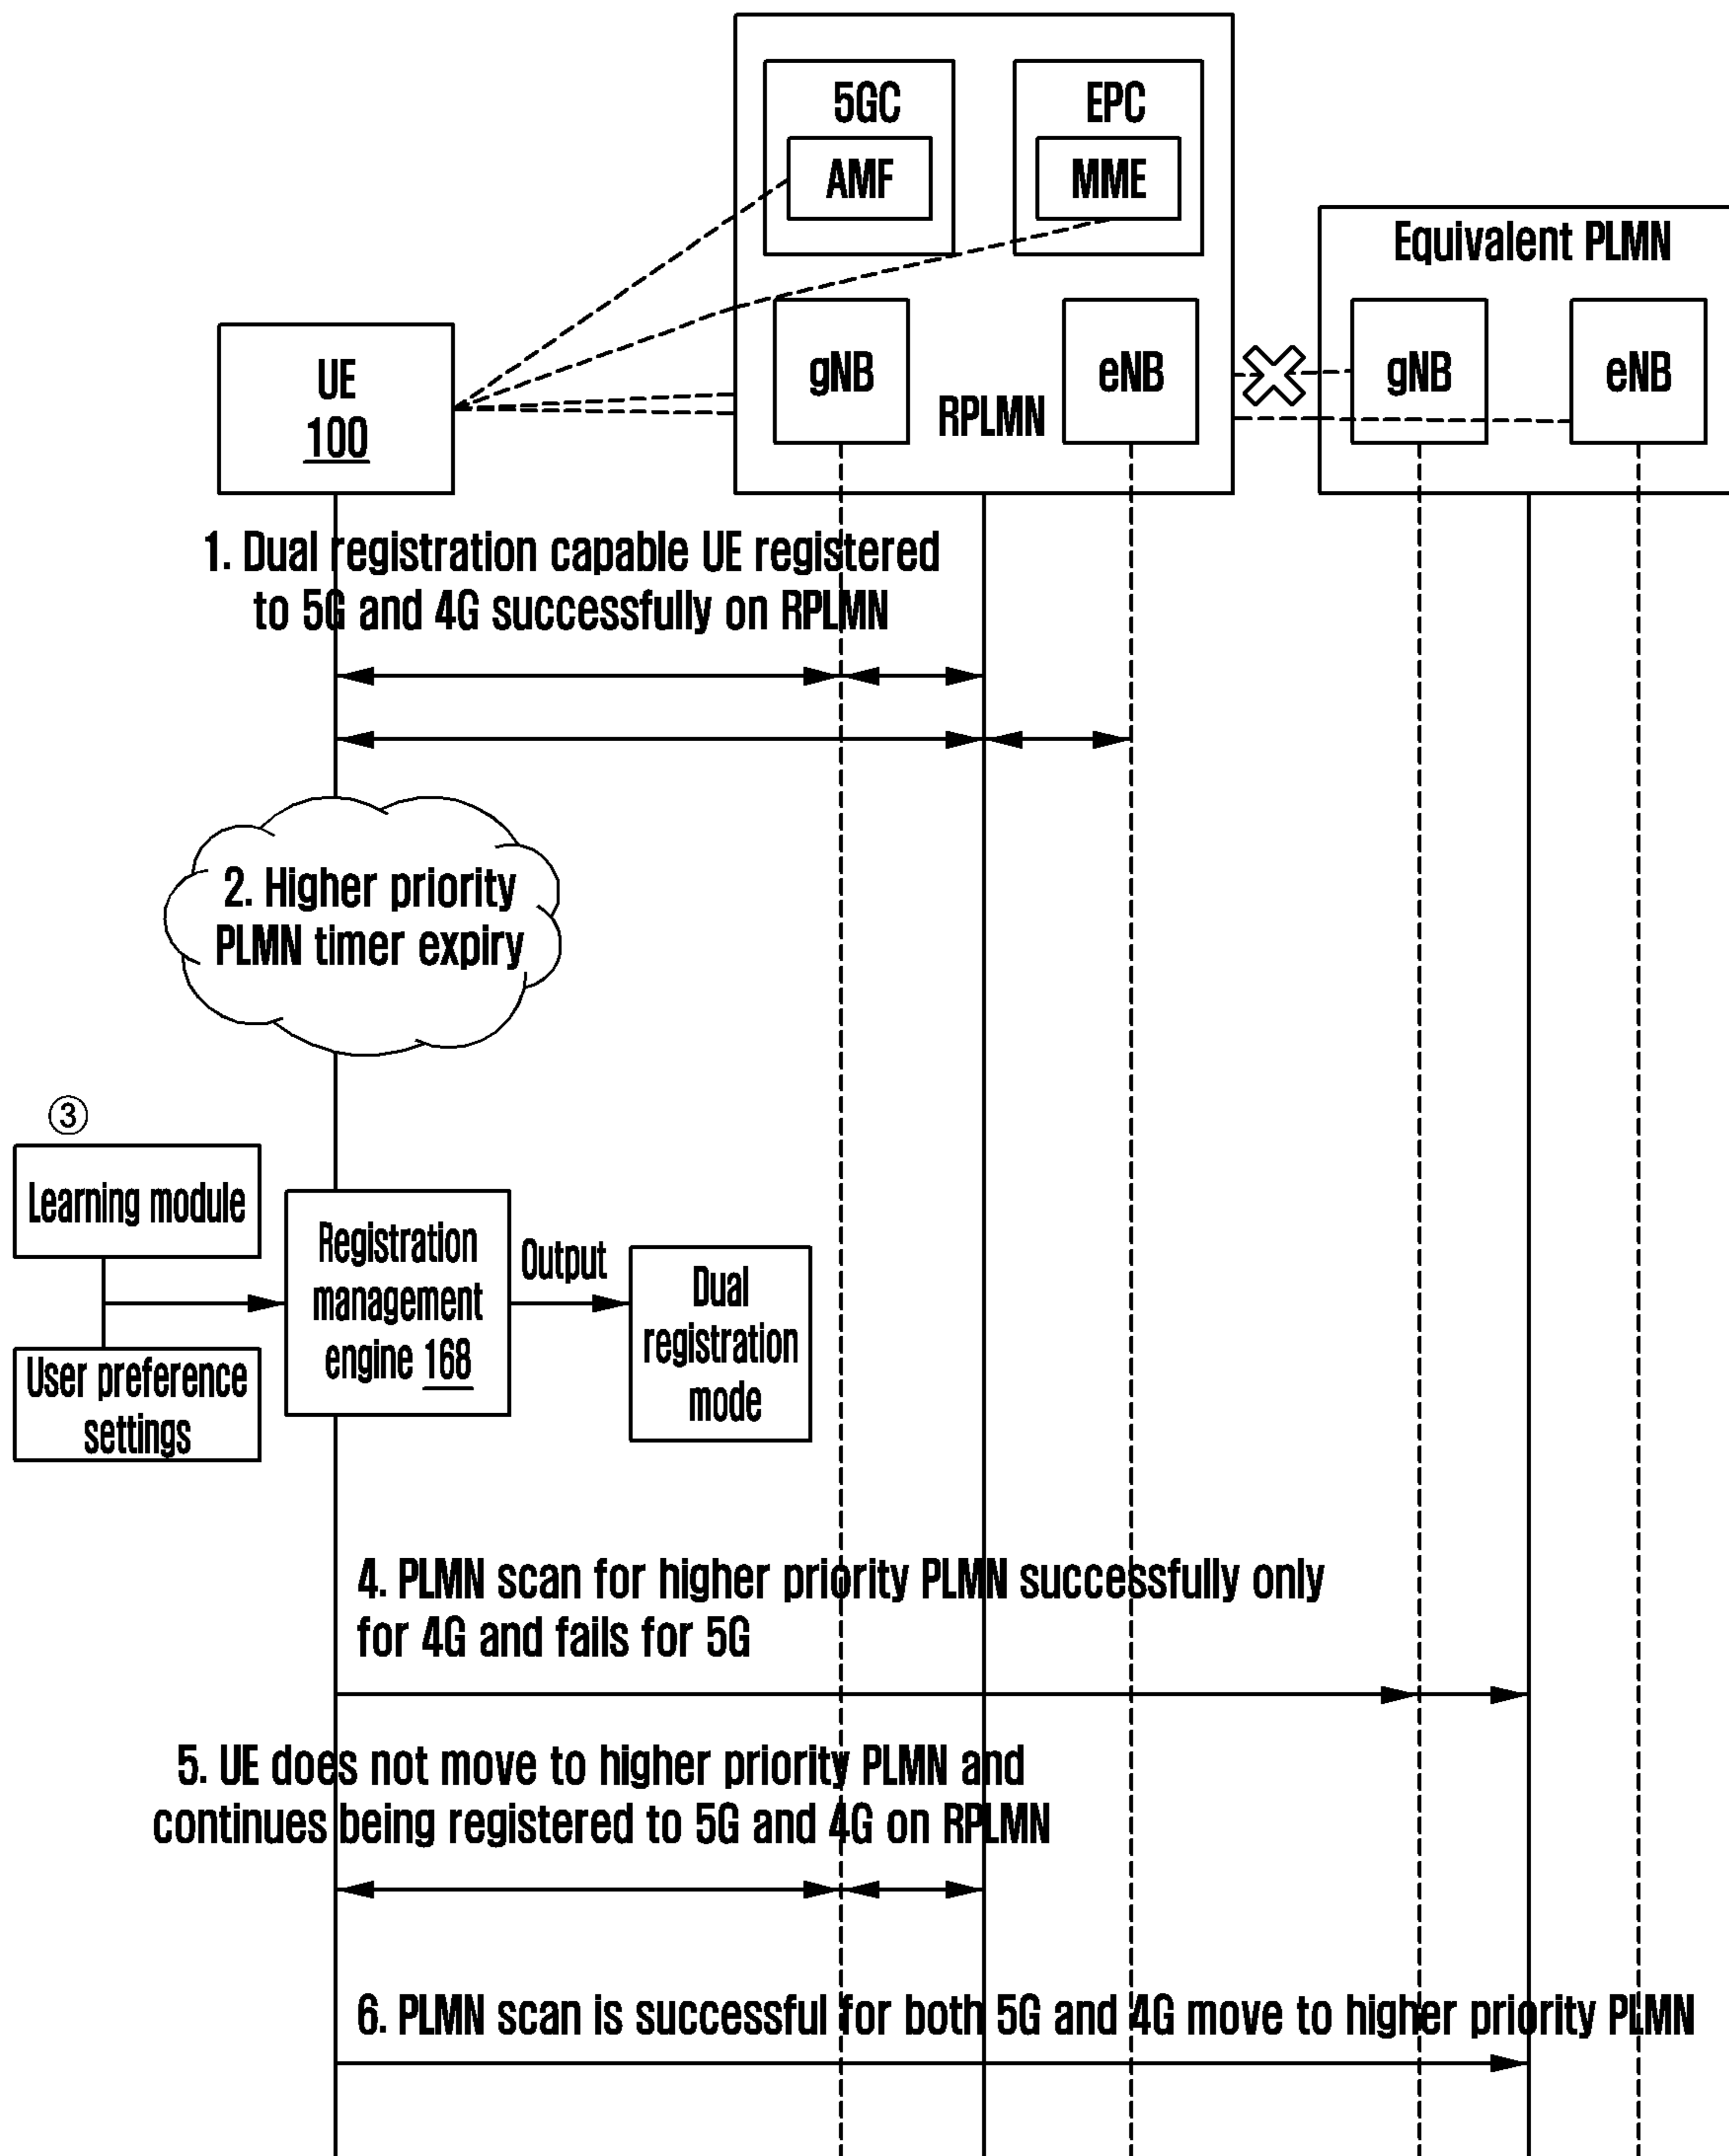 5GC
AMF
EPC
MME
Equivalent PLMN
UE
100
gNB
RPLMN
eNB
gNB
eNB
1. Dual registration capable UE registered
to 5G and 4G successfully on RPLMN
2. Higher priority
PLMN timer expiry
③
Learning module
User preference
settings
Registration
management
engine 168
Output
Dual
registration
mode
4. PLMN scan for higher priority PLMN successfully only
for 4G and fails for 5G
5. UE does not move to higher priority PLMN and
continues being registered to 5G and 4G on RPLMN
6. PLMN scan is successful for both 5G and 4G move to higher priority PLMN